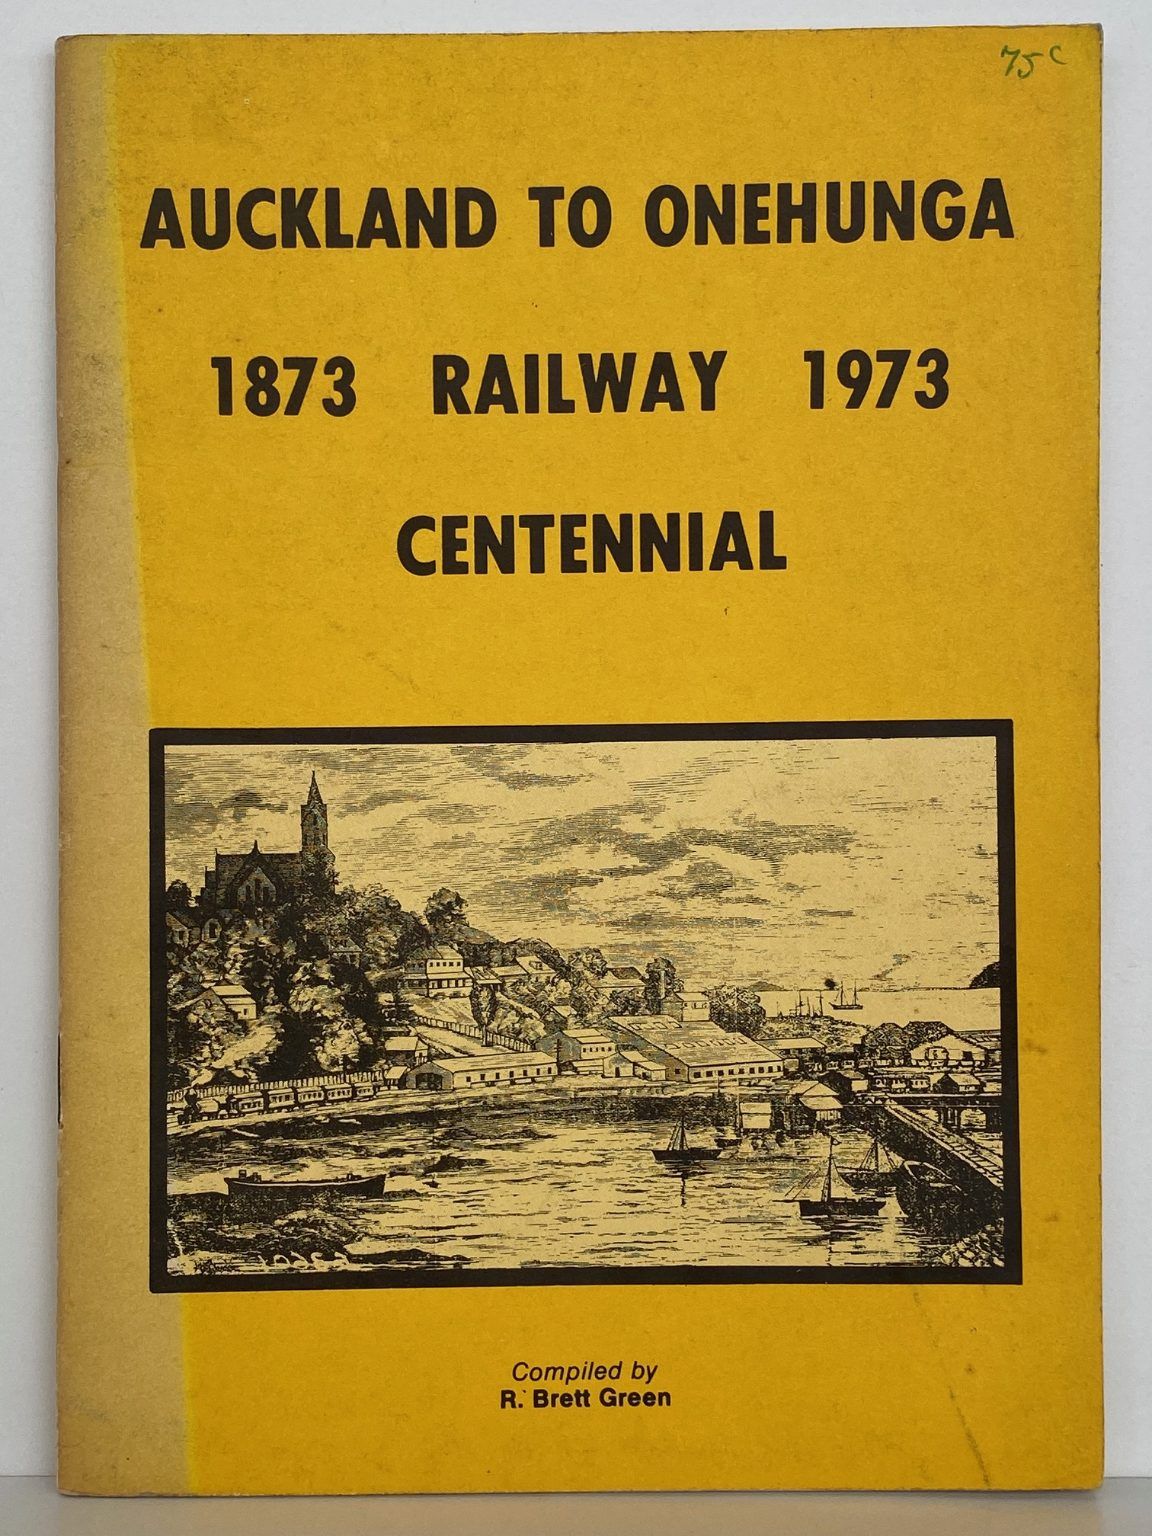 75c
AUCKLAND TO ONEHUNGA
1873 RAILWAY 1973
CENTENNIAL
Compiled by
R. Brett Green